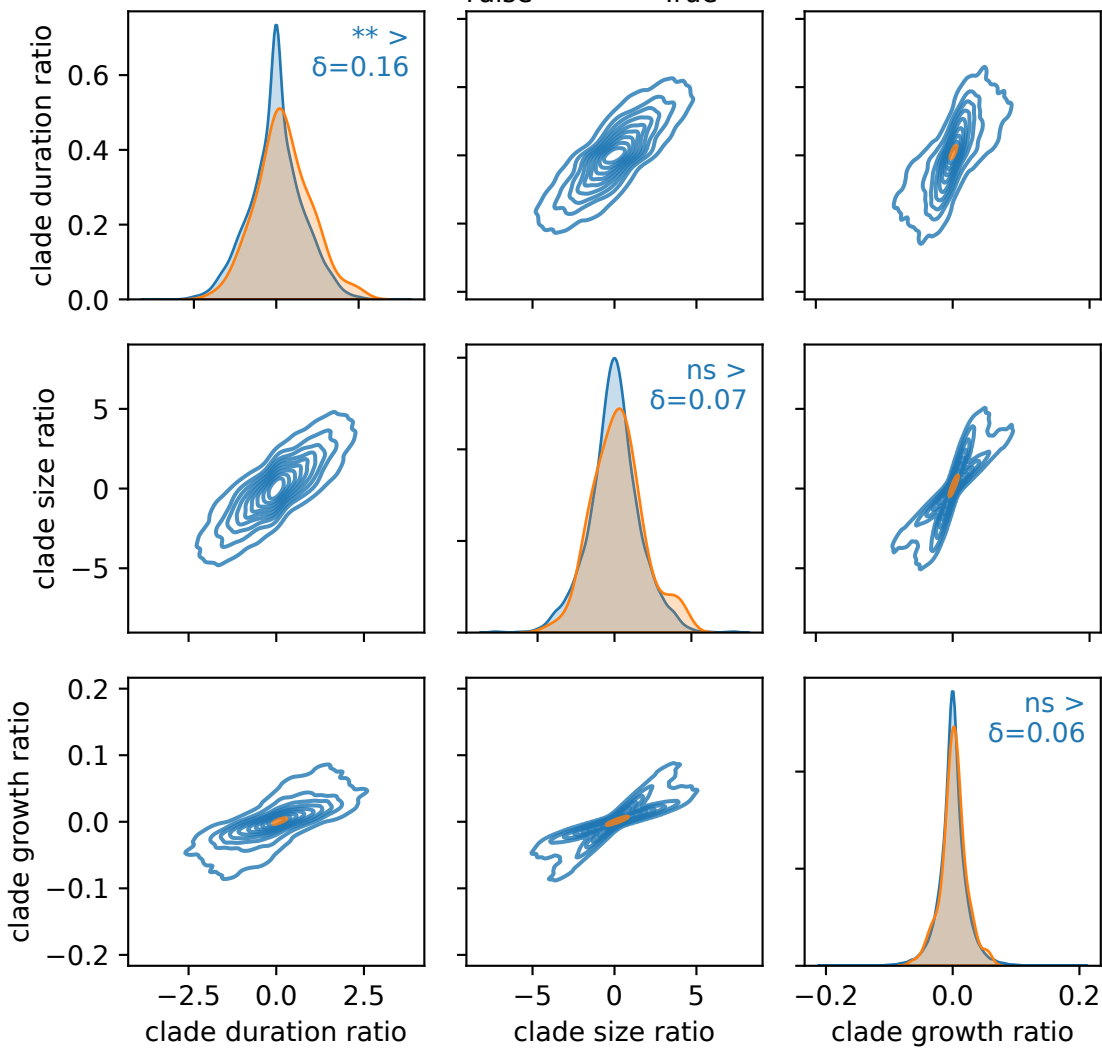 clade duration ratio
0.6
0.4
0.2
0.0
** >
δ=0.16
clade size ratio
5
0
−5
ns >
δ=0.07
clade growth ratio
0.2
0.1
0.0
−0.1
−0.2
ns >
δ=0.06
−2.5 0.0 2.5
clade duration ratio
−5 0 5
clade size ratio
−0.2 0.0 0.2
clade growth ratio